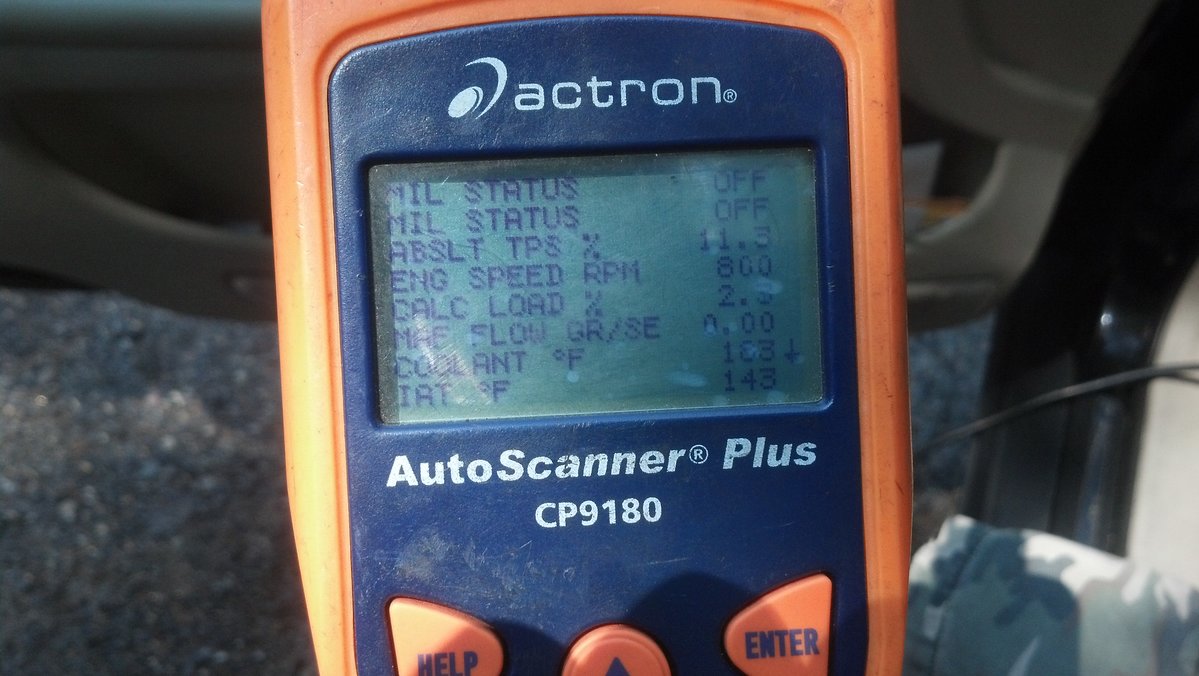 actron®
MIL STATUS OFF
MIL STATUS OFF
ABSLT TPS % 11.3
ENG SPEED RPM 800
CALC LOAD %
MAF FLOW GR/SE 0.00
COOLANT °F ↓
IAT °F 143
AutoScanner® Plus
CP9180
HELP
ENTER